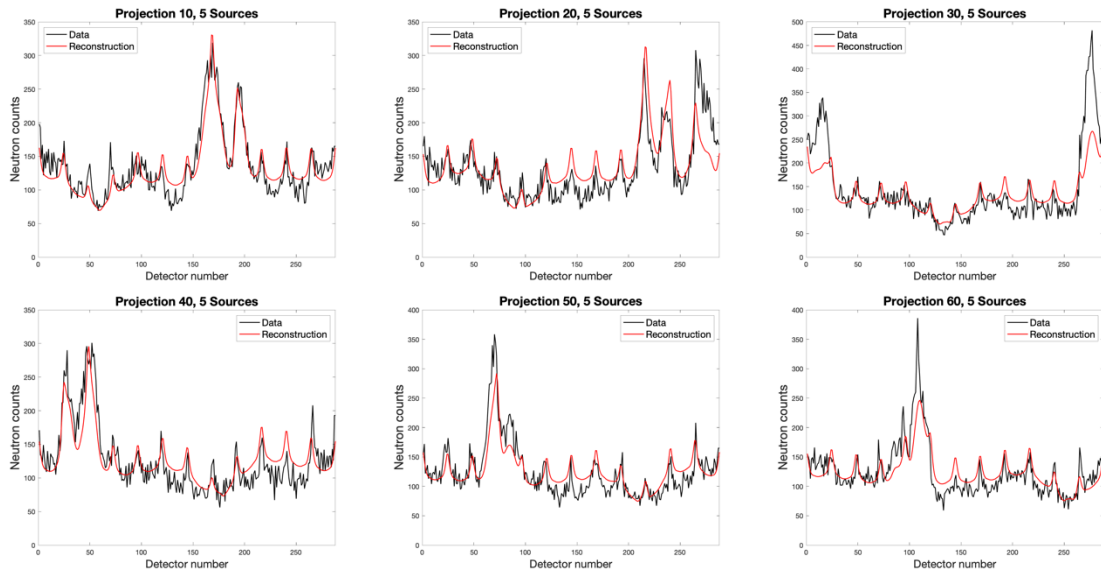 Projection 10, 5 Sources
350
300
250
200
150
100
50
0
Neutron counts
Data
Reconstruction
0 50 100 150 200 250
Detector number
Projection 20, 5 Sources
350
300
250
200
150
100
50
0
Neutron counts
Data
Reconstruction
0 50 100 150 200 250
Detector number
Projection 30, 5 Sources
500
450
400
350
300
250
200
150
100
50
0
Neutron counts
Data
Reconstruction
0 50 100 150 200 250
Detector number
Projection 40, 5 Sources
350
300
250
200
150
100
50
0
Neutron counts
Data
Reconstruction
0 50 100 150 200 250
Detector number
Projection 50, 5 Sources
400
350
300
250
200
150
100
50
0
Neutron counts
Data
Reconstruction
0 50 100 150 200 250
Detector number
Projection 60, 5 Sources
400
350
300
250
200
150
100
50
0
Neutron counts
Data
Reconstruction
0 50 100 150 200 250
Detector number